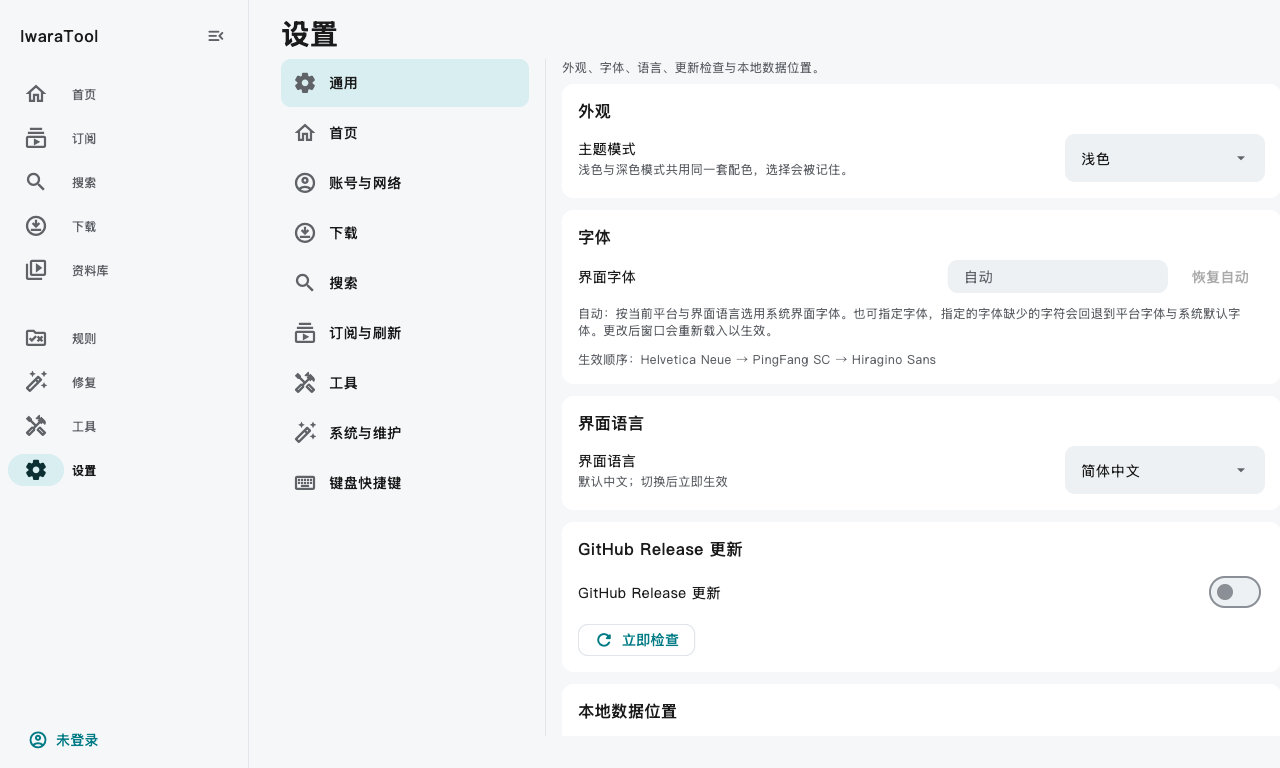 IwaraTool
首页
订阅
搜索
下载
资料库
规则
修复
工具
设置
未登录
设置
通用
首页
账号与网络
下载
搜索
订阅与刷新
工具
系统与维护
键盘快捷键
外观、字体、语言、更新检查与本地数据位置。
外观
主题模式
浅色与深色模式共用同一套配色，选择会被记住。
浅色
字体
界面字体
自动
恢复自动
自动：按当前平台与界面语言选用系统界面字体。也可指定字体，指定的字体缺少的字符会回退到平台字体与系统默认字
体。更改后窗口会重新载入以生效。
生效顺序：Helvetica Neue → PingFang SC → Hiragino Sans
界面语言
界面语言
默认中文；切换后立即生效
简体中文
GitHub Release 更新
GitHub Release 更新
立即检查
本地数据位置